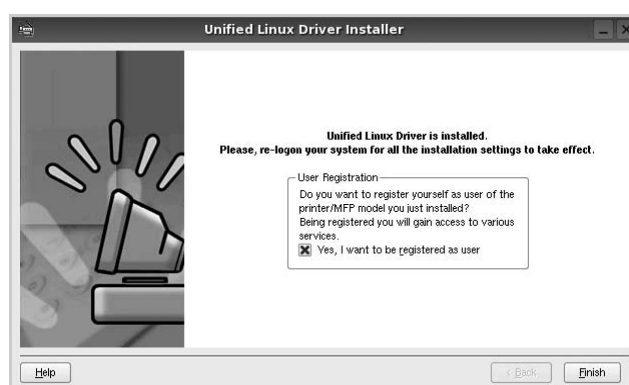 Unified Linux Driver Installer
Unified Linux Driver is installed.
Please, re-logon your system for all the installation settings to take effect.
User Registration
Do you want to register yourself as user of the
printer/MFP model you just installed?
Being registered you will gain access to various
services.
Yes, I want to be registered as user
Help
< Back
Finish